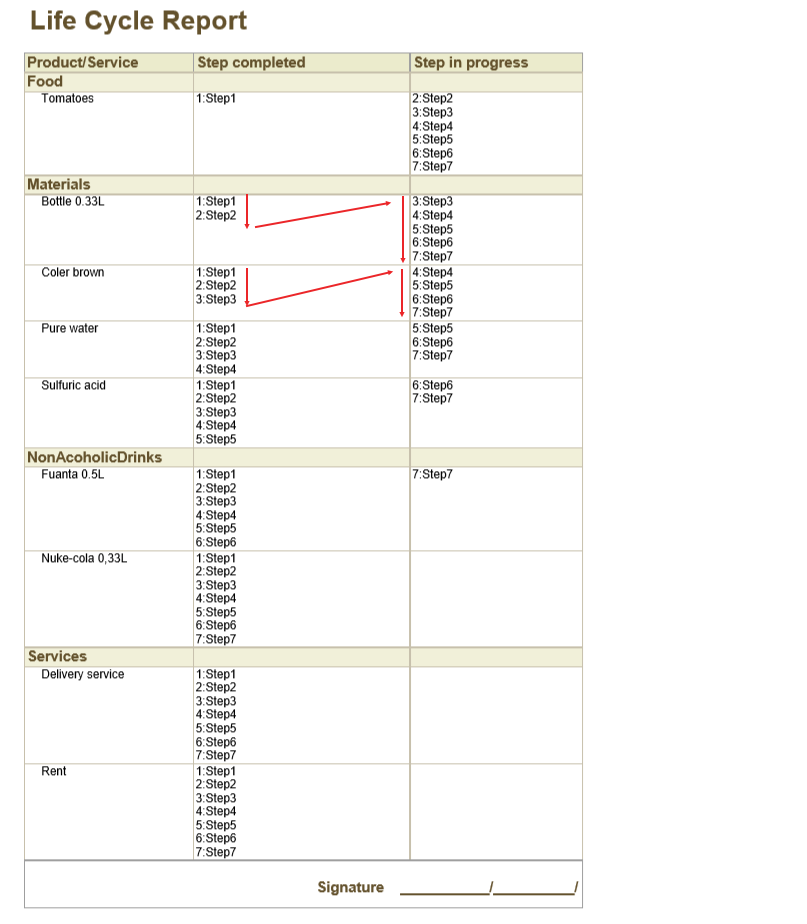 Life Cycle Report
Product/Service Step completed Step in progress
Food
Tomatoes 1:Step1 2:Step2
3:Step3
4:Step4
5:Step5
6:Step6
7:Step7
Materials
Bottle 0.33L 1:Step1 3:Step3
2:Step2 4:Step4
5:Step5
6:Step6
7:Step7
Coler brown 1:Step1 4:Step4
2:Step2 5:Step5
3:Step3 6:Step6
7:Step7
Pure water 1:Step1 5:Step5
2:Step2 6:Step6
3:Step3 7:Step7
4:Step4
Sulfuric acid 1:Step1 6:Step6
2:Step2 7:Step7
3:Step3
4:Step4
5:Step5
NonAcoholicDrinks
Fuanta 0.5L 1:Step1 7:Step7
2:Step2
3:Step3
4:Step4
5:Step5
6:Step6
Nuke-cola 0,33L 1:Step1
2:Step2
3:Step3
4:Step4
5:Step5
6:Step6
7:Step7
Services
Delivery service 1:Step1
2:Step2
3:Step3
4:Step4
5:Step5
6:Step6
7:Step7
Rent 1:Step1
2:Step2
3:Step3
4:Step4
5:Step5
6:Step6
7:Step7
Signature ___________/__________/